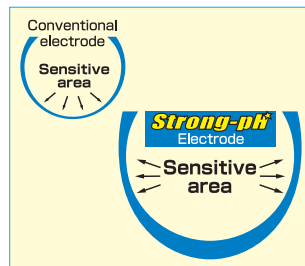 Conventional
electrode
Sensitive
area
Strong-pH
Electrode
Sensitive
area